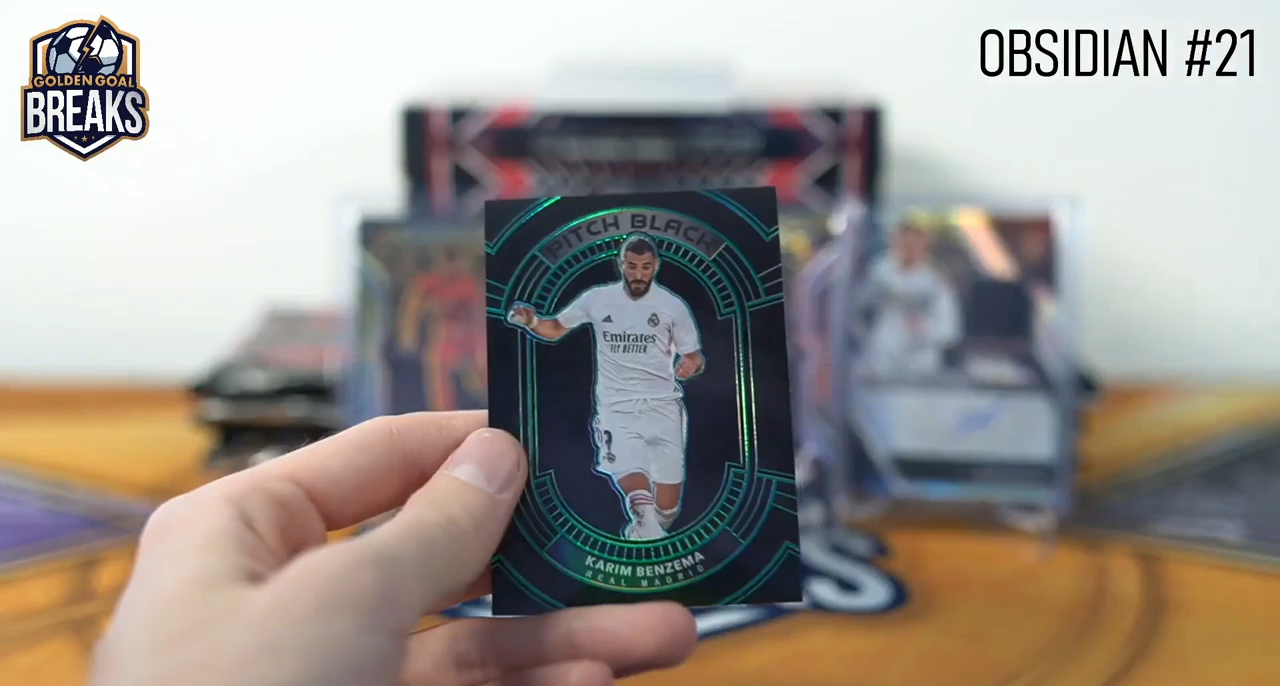 GOLDEN GOAL
BREAKS
OBSIDIAN #21
PITCH BLACK
Emirates
FLY BETTER
KARIM BENZEMA
REAL MADRID